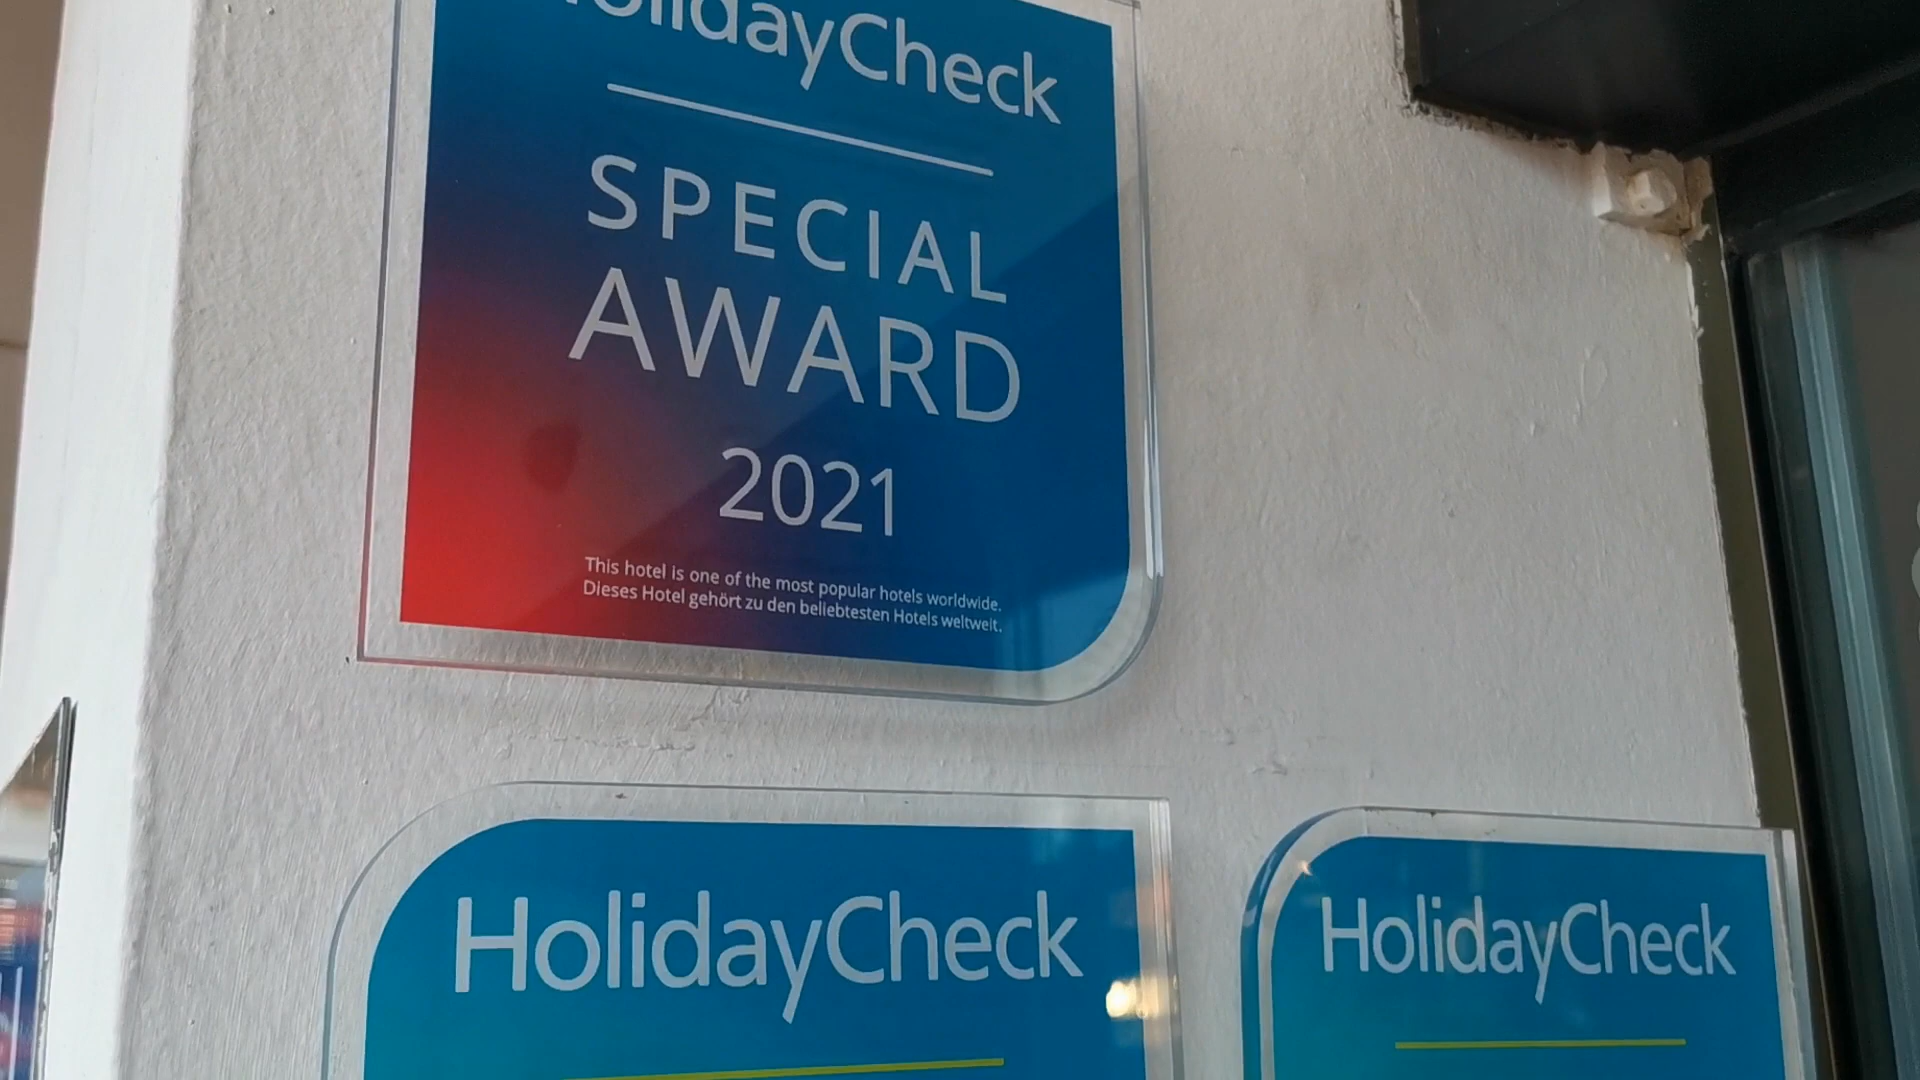 HolidayCheck
SPECIAL
AWARD
2021
This hotel is one of the most popular hotels worldwide.
Dieses Hotel gehört zu den beliebtesten Hotels weltweit.
HolidayCheck
HolidayCheck